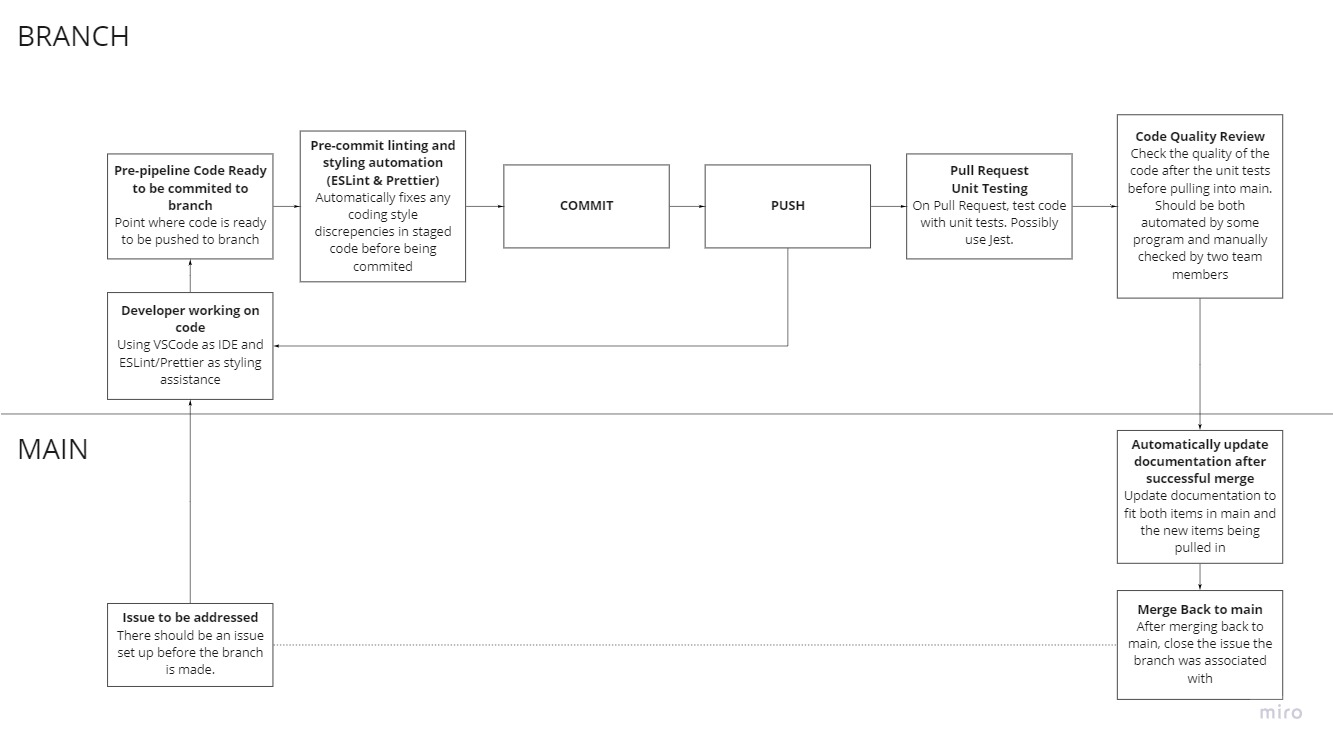 BRANCH
Pre-pipeline Code Ready
to be commited to
branch
Point where code is ready
to be pushed to branch
Pre-commit linting and
styling automation
(ESLint & Prettier)
Automatically fixes any
coding style
discrepancies in staged
code before being
commited
COMMIT
PUSH
Pull Request
Unit Testing
On Pull Request, test code
with unit tests. Possibly
use Jest.
Code Quality Review
Check the quality of the
code after the unit tests
before pulling into main.
Should be both
automated by some
program and manually
checked by two team
members
Developer working on
code
Using VSCode as IDE and
ESLint/Prettier as styling
assistance
MAIN
Automatically update
documentation after
successful merge
Update documentation to
fit both items in main and
the new items being
pulled in
Issue to be addressed
There should be an issue
set up before the branch
is made.
Merge Back to main
After merging back to
main, close the issue the
branch was associated
with
miro